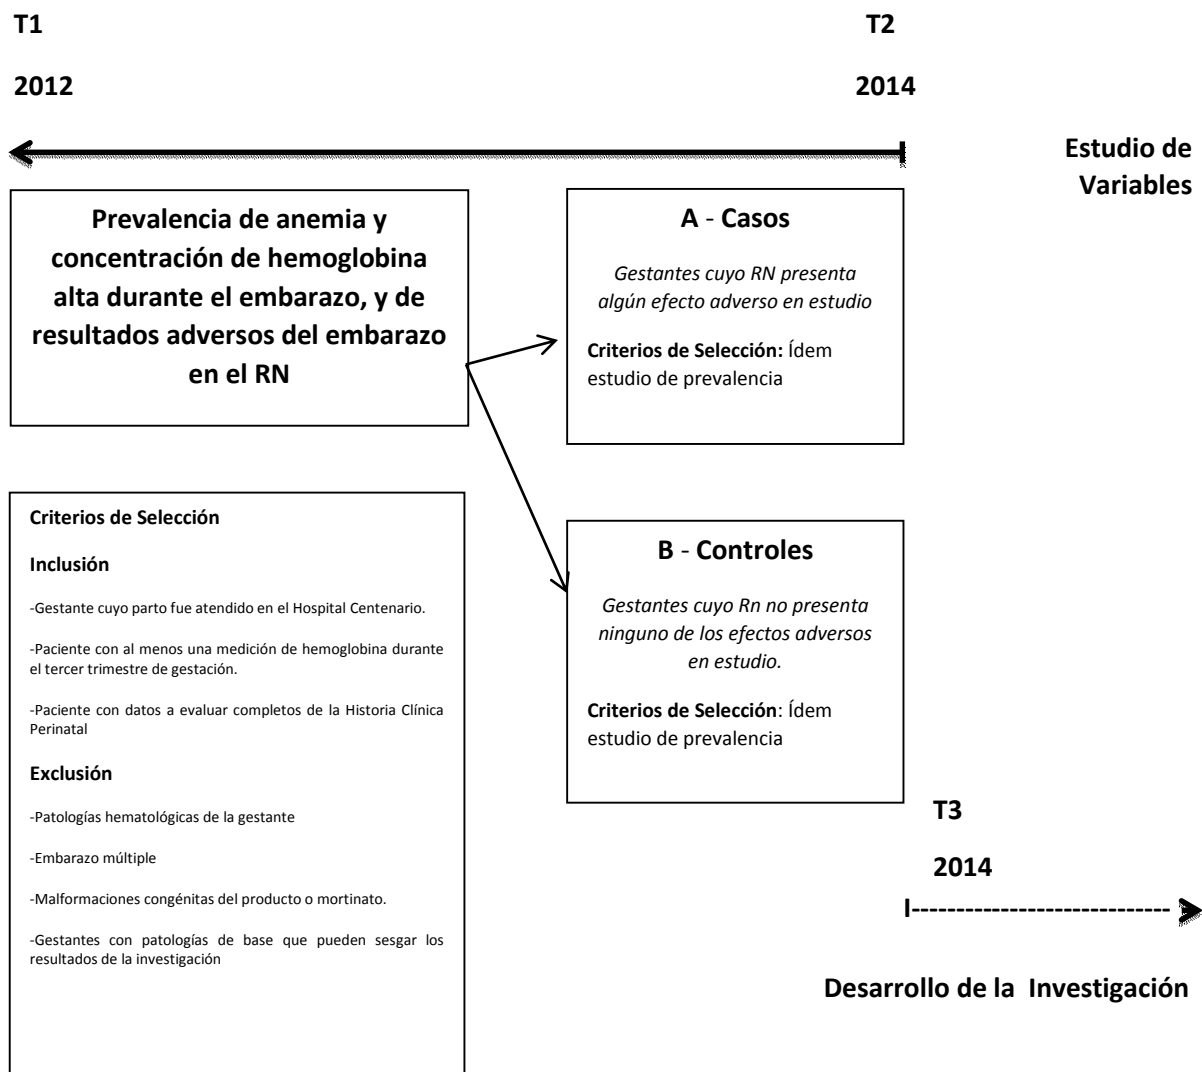 T1
T2
2012
2014
Estudio de
Variables
Prevalencia de anemia y
concentración de hemoglobina
alta durante el embarazo, y de
resultados adversos del embarazo
en el RN
A - Casos
Gestantes cuyo RN presenta
algún efecto adverso en estudio
Criterios de Selección: Ídem
estudio de prevalencia
Criterios de Selección
Inclusión
-Gestante cuyo parto fue atendido en el Hospital Centenario.
-Paciente con al menos una medición de hemoglobina durante
el tercer trimestre de gestación.
-Paciente con datos a evaluar completos de la Historia Clínica
Perinatal
Exclusión
-Patologías hematológicas de la gestante
-Embarazo múltiple
-Malformaciones congénitas del producto o mortinato.
-Gestantes con patologías de base que pueden sesgar los
resultados de la investigación
B - Controles
Gestantes cuyo Rn no presenta
ninguno de los efectos adversos
en estudio.
Criterios de Selección: Ídem
estudio de prevalencia
T3
2014
Desarrollo de la Investigación